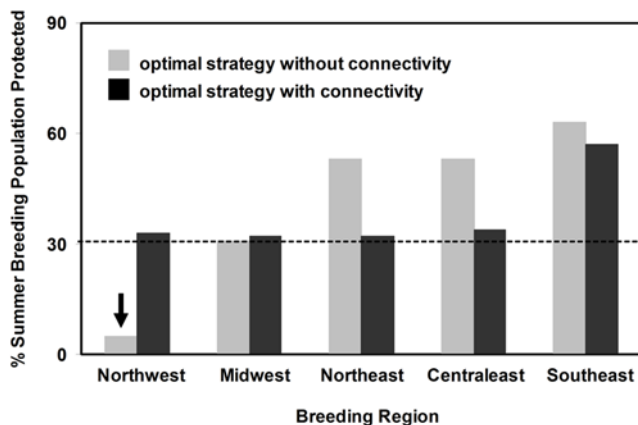 % Summer Breeding Population Protected
90
60
30
0
optimal strategy without connectivity
optimal strategy with connectivity
Northwest Midwest Northeast Centraleast Southeast
Breeding Region